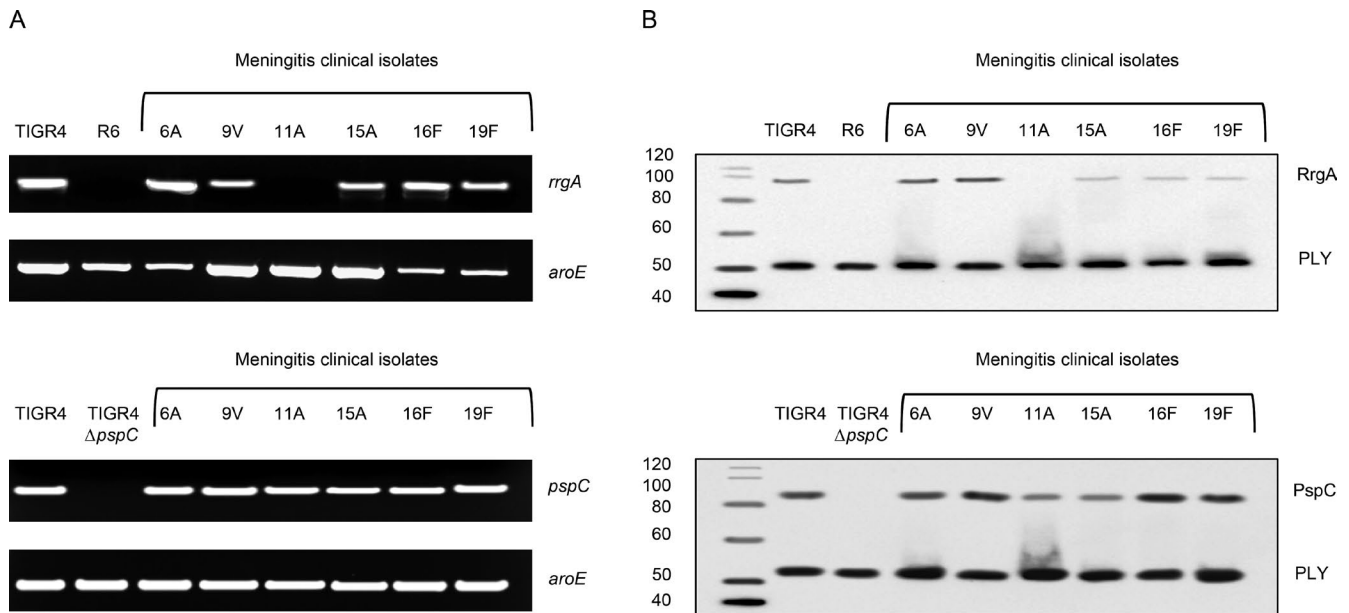 A
Meningitis clinical isolates
TIGR4 R6 6A 9V 11A 15A 16F 19F
rrgA
aroE
Meningitis clinical isolates
TIGR4 TIGR4 6A 9V 11A 15A 16F 19F
ΔpspC
pspC
aroE
B
Meningitis clinical isolates
TIGR4 R6 6A 9V 11A 15A 16F 19F
120
100 RrgA
80
60
50 PLY
40
Meningitis clinical isolates
TIGR4 TIGR4 6A 9V 11A 15A 16F 19F
ΔpspC
120
100 PspC
80
60
50 PLY
40